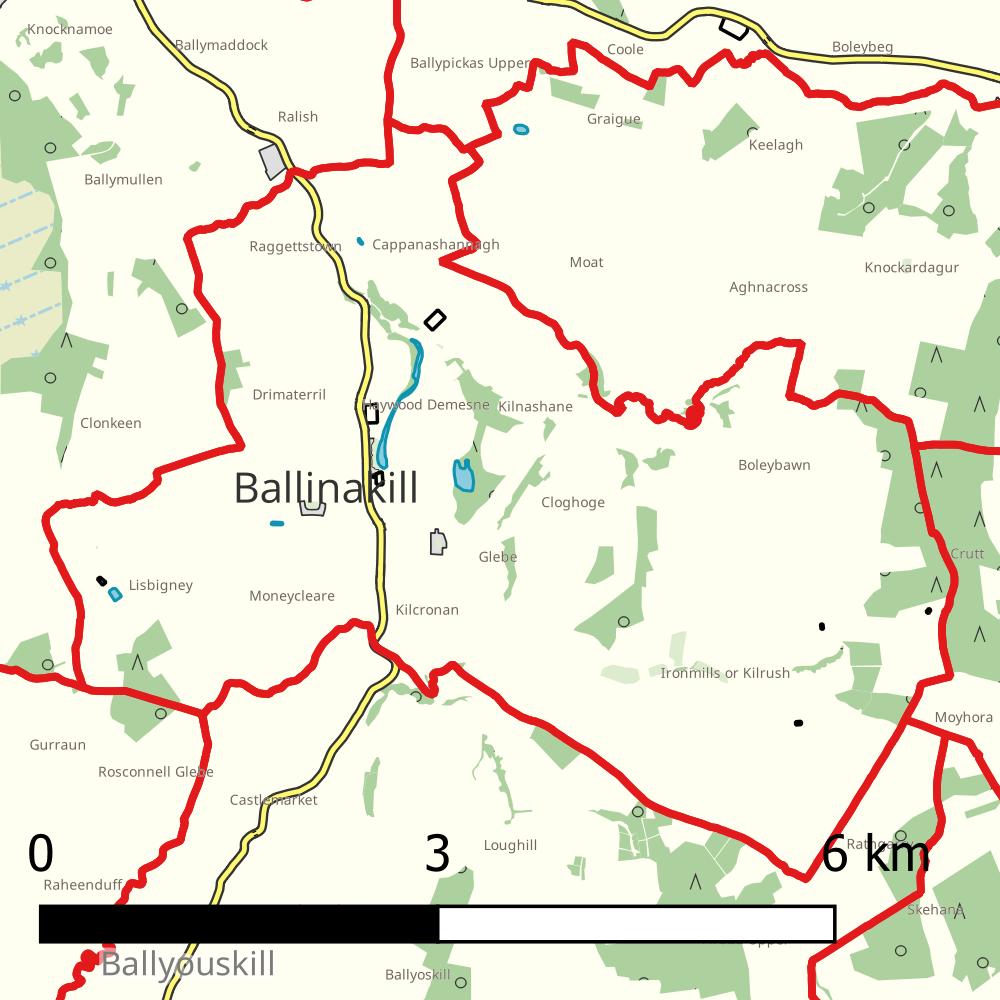 Knocknamoe
Ballymaddock
Coole
Boleybeg
Ballypickas Upper
Ralish
Graigue
Keelagh
Ballymullen
Raggettstown
Cappanashannagh
Moat
Knockardagur
Aghnacross
Drimaterril
Haywood Demesne
Kilnashane
Clonkeen
Boleybawn
Ballinakill
Cloghoge
Glebe
Crutt
Lisbigney
Moneycleare
Kilcronan
Ironmills or Kilrush
Moyhora
Gurraun
Rosconnell Glebe
Castlemarket
Loughill
0
3
6 km
Raheenduff
Skehana
Ballyouskill
Ballyoskill